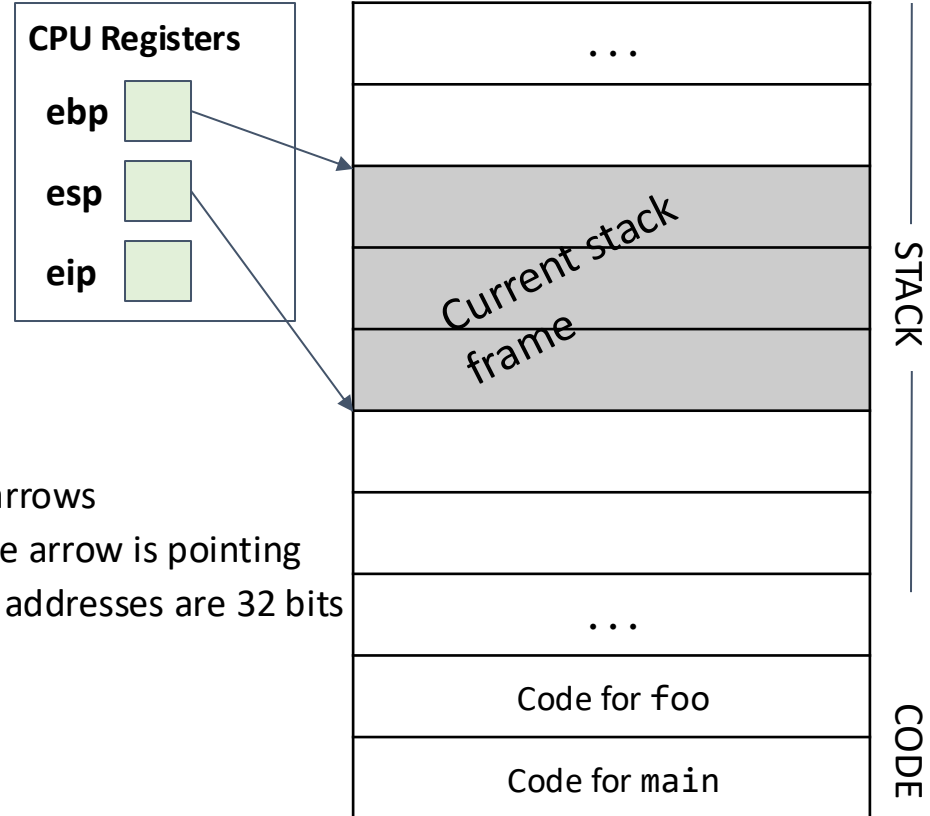 CPU Registers
ebp
esp
eip
...
Current stack
frame
STACK
arrows
e arrow is pointing
addresses are 32 bits
...
Code for foo
Code for main
CODE